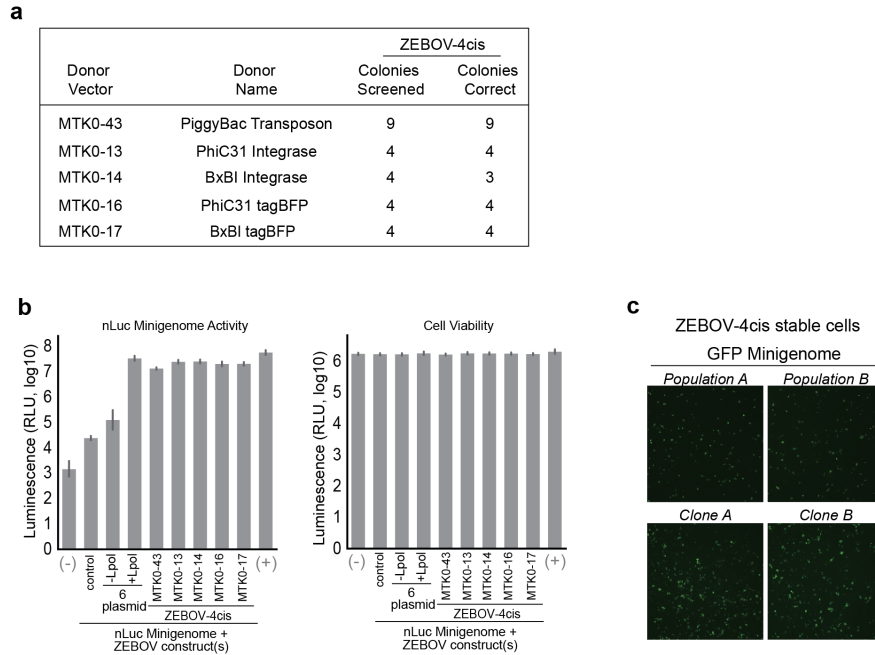 a
ZEBOV-4cis
Donor Vector
Donor Name
Colonies Screened
Colonies Correct
MTK0-43 PiggyBac Transposon 9 9
MTK0-13 PhiC31 Integrase 4 4
MTK0-14 BxBI Integrase 4 3
MTK0-16 PhiC31 tagBFP 4 4
MTK0-17 BxBI tagBFP 4 4
b
nLuc Minigenome Activity
Luminescence (RLU, log10)
8
7
6
5
4
3
2
1
0
(-)
control
-Lpol
+Lpol
MTK0-43
MTK0-13
MTK0-14
MTK0-16
MTK0-17
(+)
6
plasmid
ZEBOV-4cis
nLuc Minigenome +
ZEBOV construct(s)
Cell Viability
Luminescence (RLU, log10)
6
5
4
3
2
1
0
(-)
control
-Lpol
+Lpol
MTK0-43
MTK0-13
MTK0-14
MTK0-16
MTK0-17
(+)
6
plasmid
ZEBOV-4cis
nLuc Minigenome +
ZEBOV construct(s)
c
ZEBOV-4cis stable cells
GFP Minigenome
Population A
Population B
Clone A
Clone B